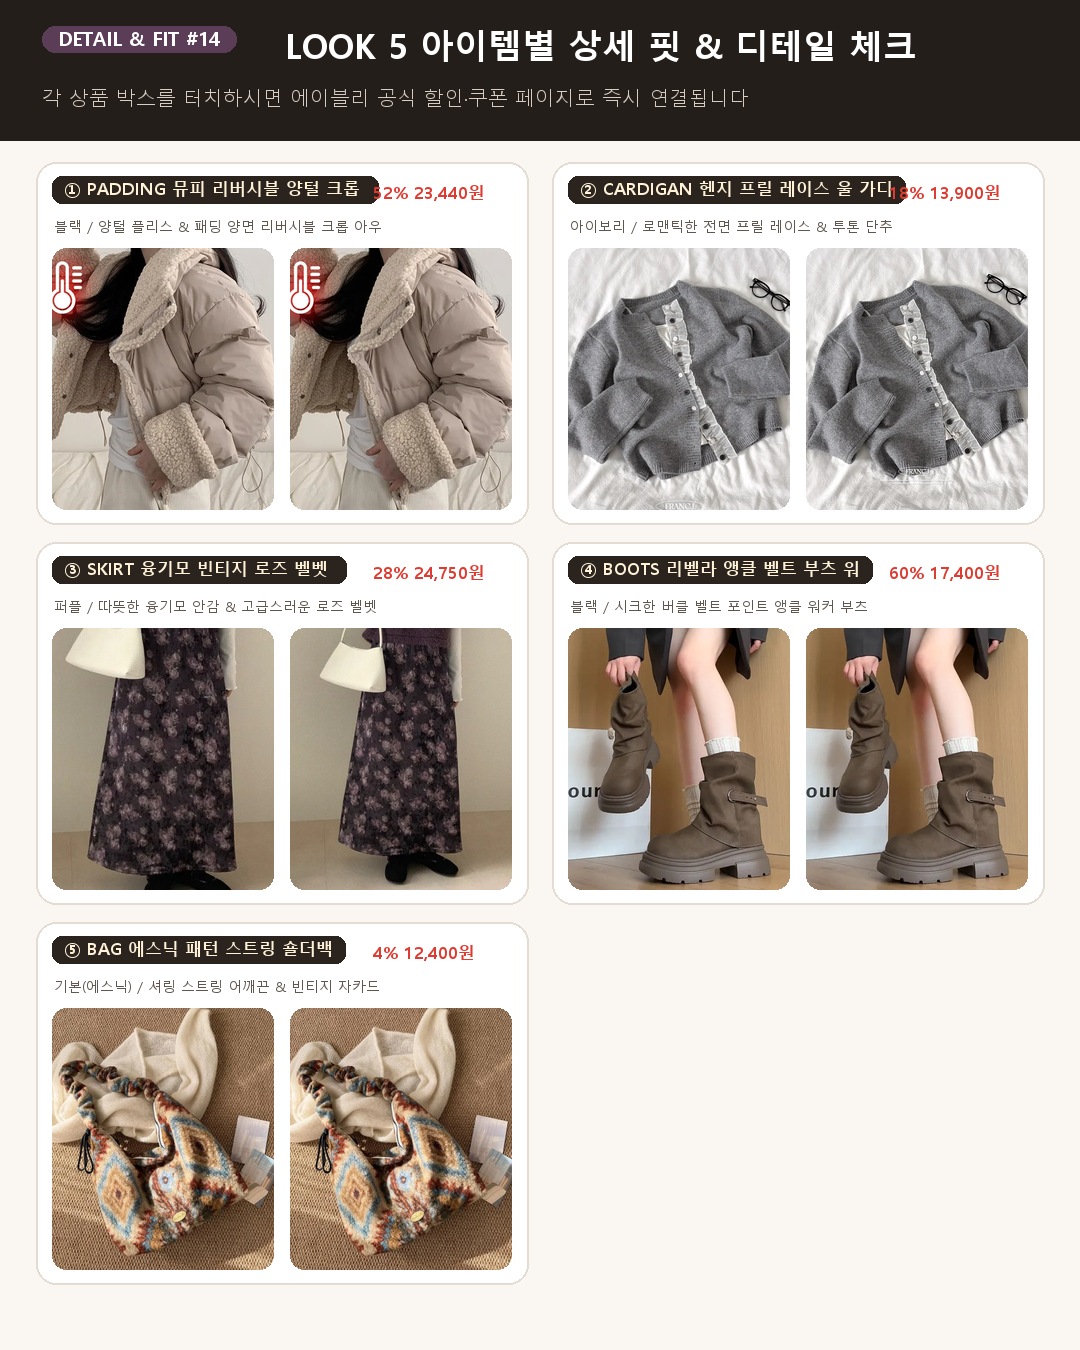 DETAIL & FIT #14
LOOK 5 아이템별 상세 핏 & 디테일 체크
각 상품 박스를 터치하시면 에이블리 공식 할인·쿠폰 페이지로 즉시 연결됩니다
① PADDING 뮤피 리버시블 양털 크롭 52% 23,440원
블랙 / 양털 플리스 & 패딩 양면 리버시블 크롭 아우
② CARDIGAN 헨지 프릴 레이스 울 가디 18% 13,900원
아이보리 / 로맨틱한 전면 프릴 레이스 & 투톤 단추
FRANCE
FRANCE
③ SKIRT 융기모 빈티지 로즈 벨벳 28% 24,750원
퍼플 / 따뜻한 융기모 안감 & 고급스러운 로즈 벨벳
④ BOOTS 리벨라 앵클 벨트 부츠 워 60% 17,400원
블랙 / 시크한 버클 벨트 포인트 앵클 워커 부츠
our
our
⑤ BAG 에스닉 패턴 스트링 숄더백 4% 12,400원
기본(에스닉) / 셔링 스트링 어깨끈 & 빈티지 자카드